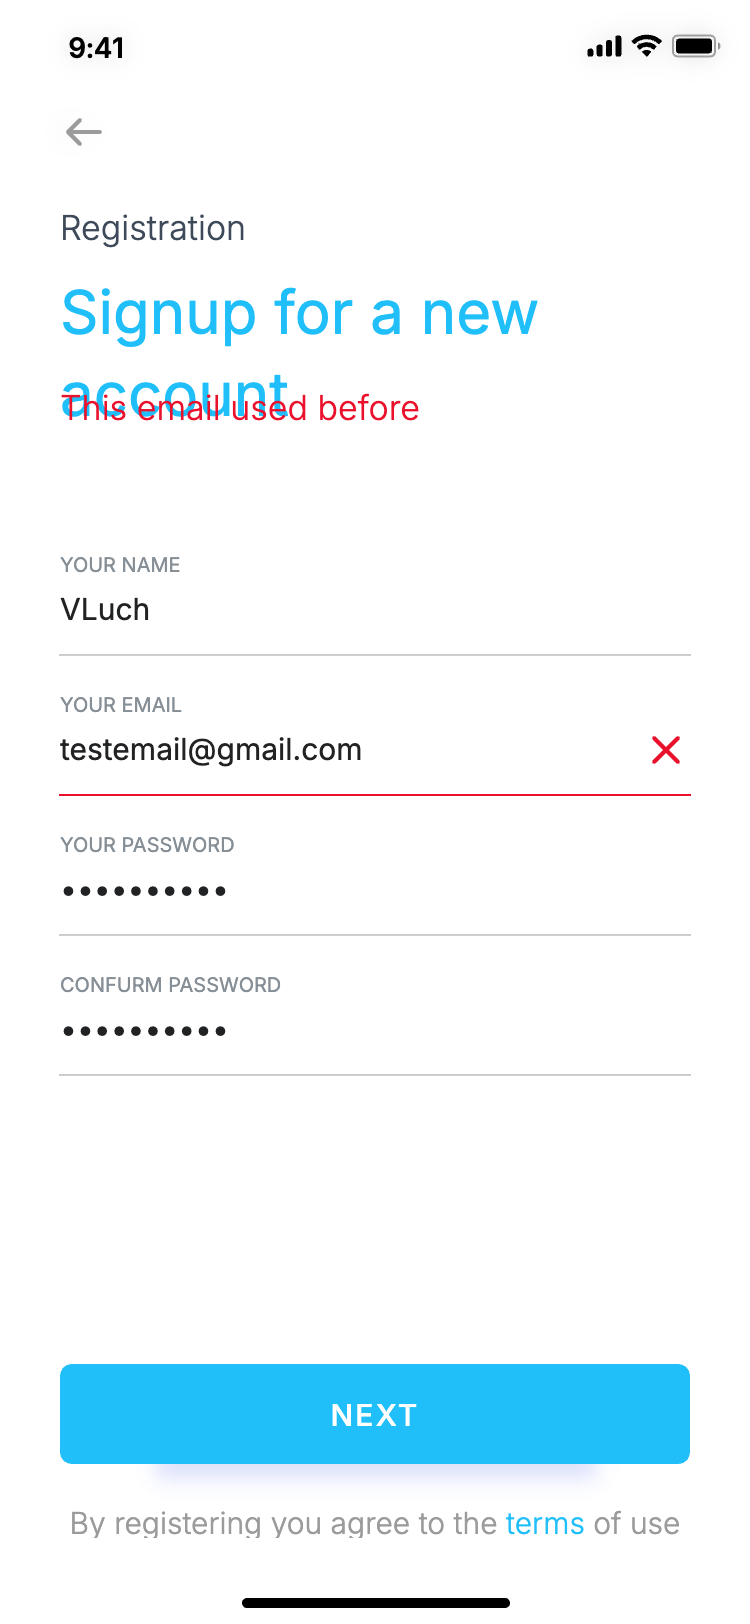 9:41
Registration
Signup for a new
account
This email used before
YOUR NAME
VLuch
YOUR EMAIL
testemail@gmail.com
YOUR PASSWORD
••••••••••
CONFURM PASSWORD
••••••••••
NEXT
By registering you agree to the terms of use